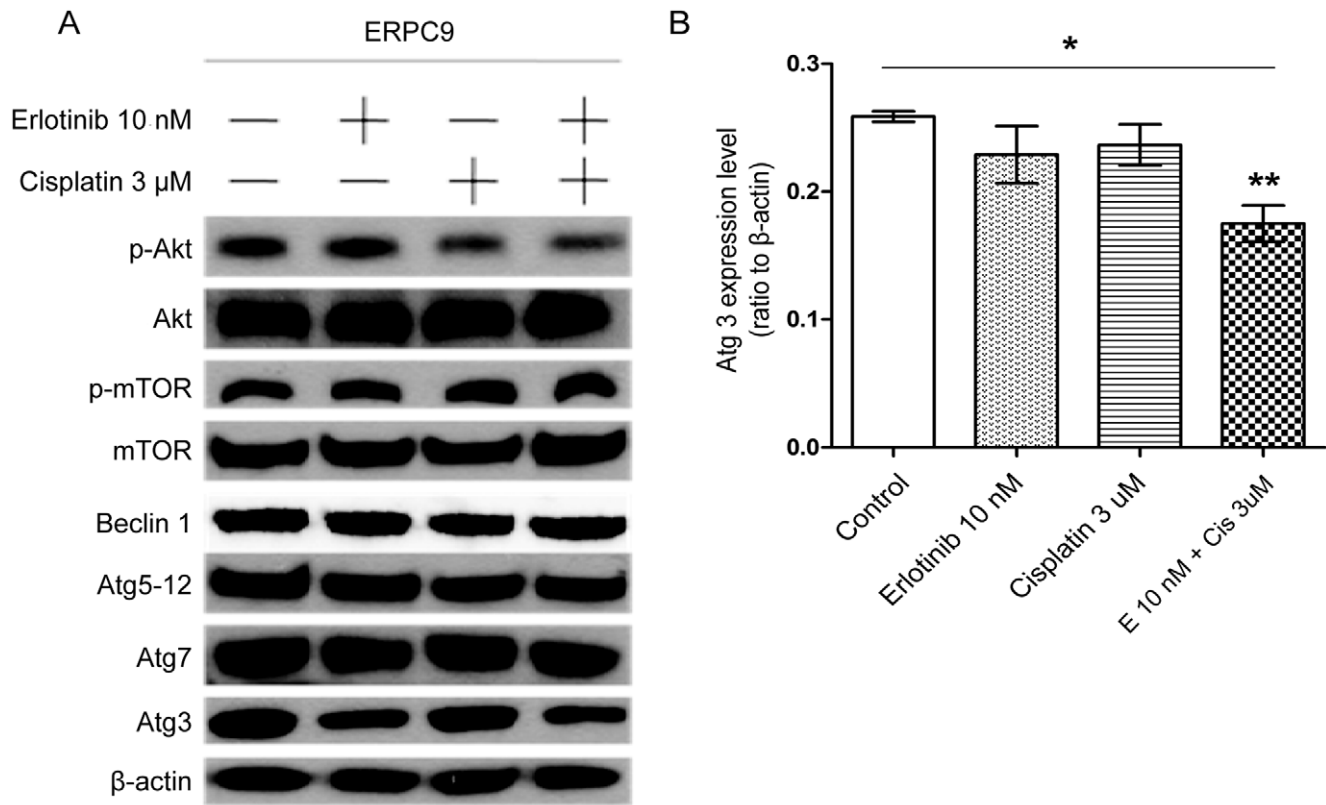 A
ERPC9
Erlotinib 10 nM — + — +
Cisplatin 3 μM — — + +
p-Akt
Akt
p-mTOR
mTOR
Beclin 1
Atg5-12
Atg7
Atg3
β-actin
B
*
**
Atg 3 expression level
(ratio to β-actin)
0.3
0.2
0.1
0.0
Control
Erlotinib 10 nM
Cisplatin 3 uM
E 10 nM + Cis 3uM